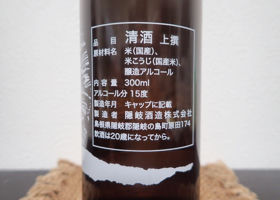 品目 清酒 上撰
原材料名 米(国産)、
米こうじ(国産米)、
醸造アルコール
内容量 300ml
アルコール分 15度
製造年月 キャップに記載
製造者 隠岐酒造株式会社
島根県隠岐郡隠岐の島町原田174
飲酒は20歳になってから。